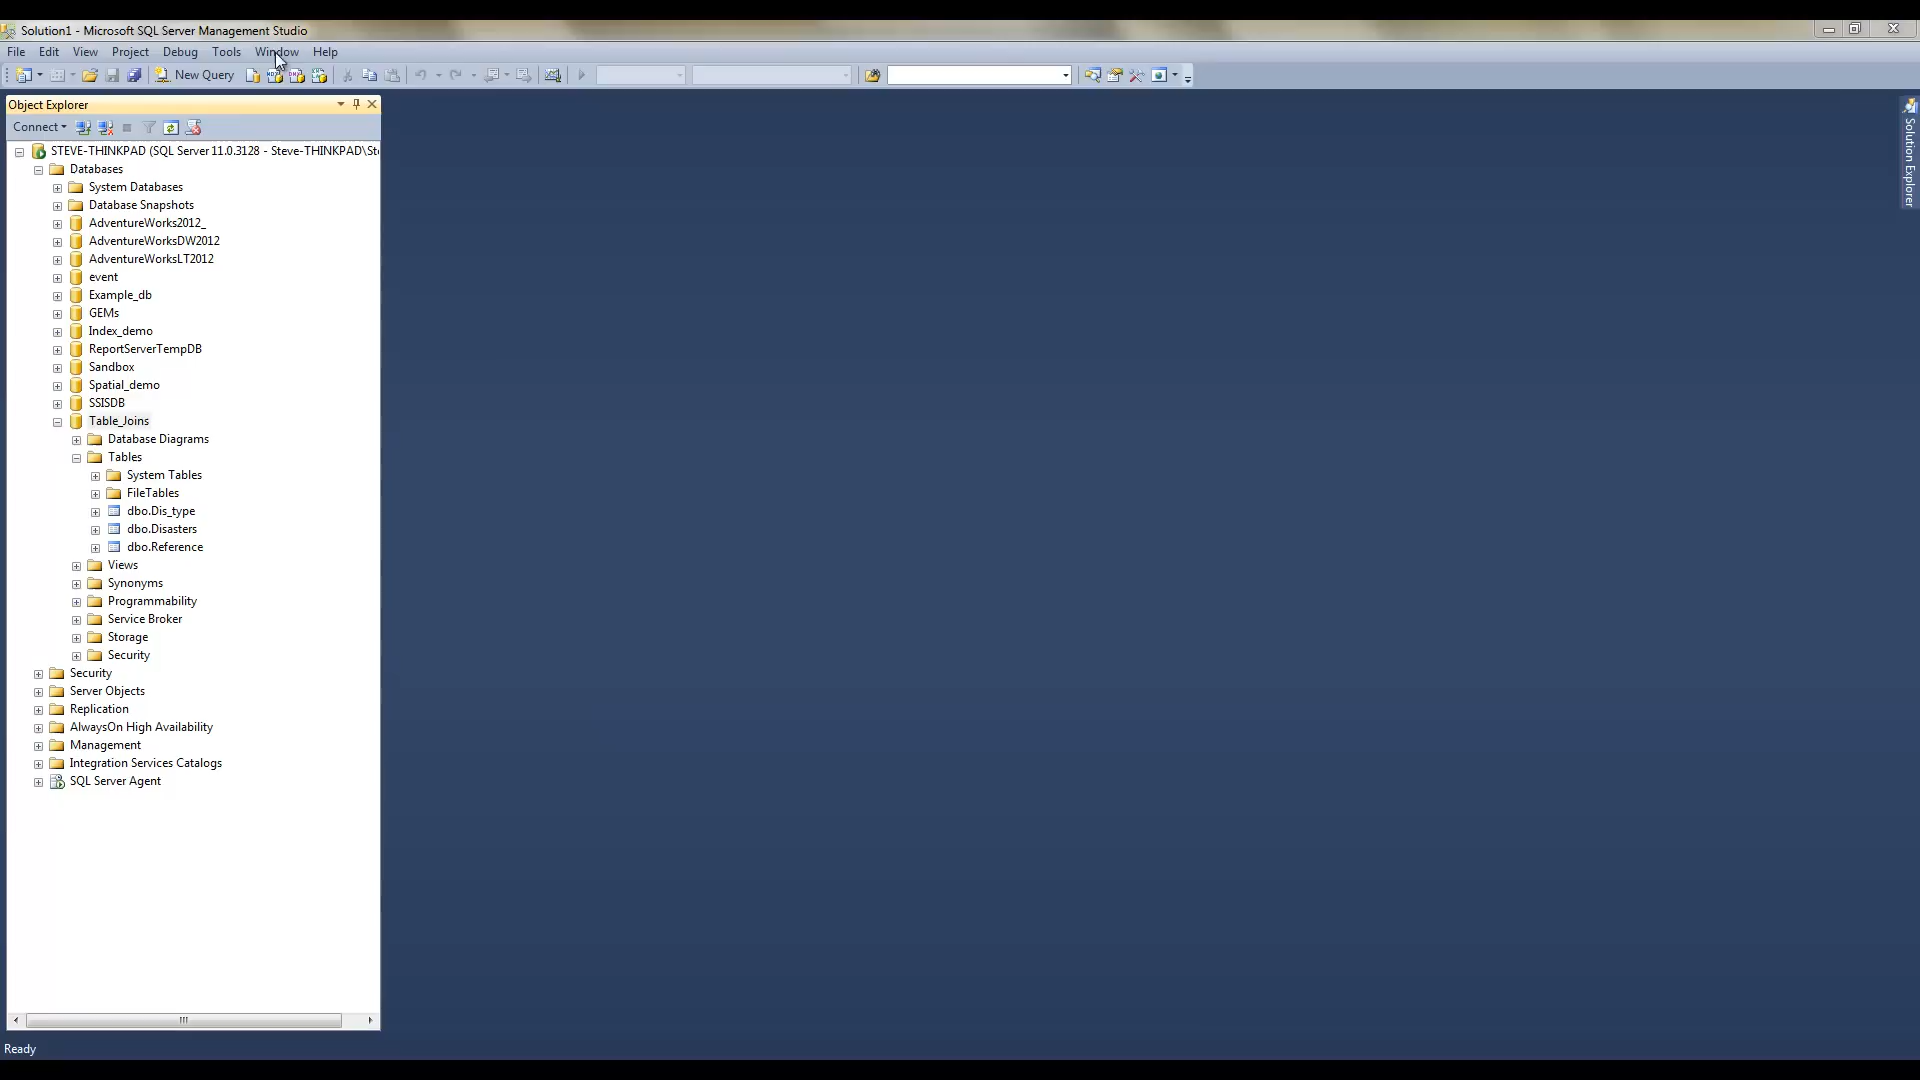 Solution1 - Microsoft SQL Server Management Studio
File Edit View Project Debug Tools Window Help
New Query
Object Explorer
Connect
STEVE-THINKPAD (SQL Server 11.0.3128 - Steve-THINKPAD\St
Databases
System Databases
Database Snapshots
AdventureWorks2012_
AdventureWorksDW2012
AdventureWorksLT2012
event
Example_db
GEMs
Index_demo
ReportServerTempDB
Sandbox
Spatial_demo
SSISDB
Table_Joins
Database Diagrams
Tables
System Tables
FileTables
dbo.Dis_type
dbo.Disasters
dbo.Reference
Views
Synonyms
Programmability
Service Broker
Storage
Security
Security
Server Objects
Replication
AlwaysOn High Availability
Management
Integration Services Catalogs
SQL Server Agent
Solution Explorer
Ready